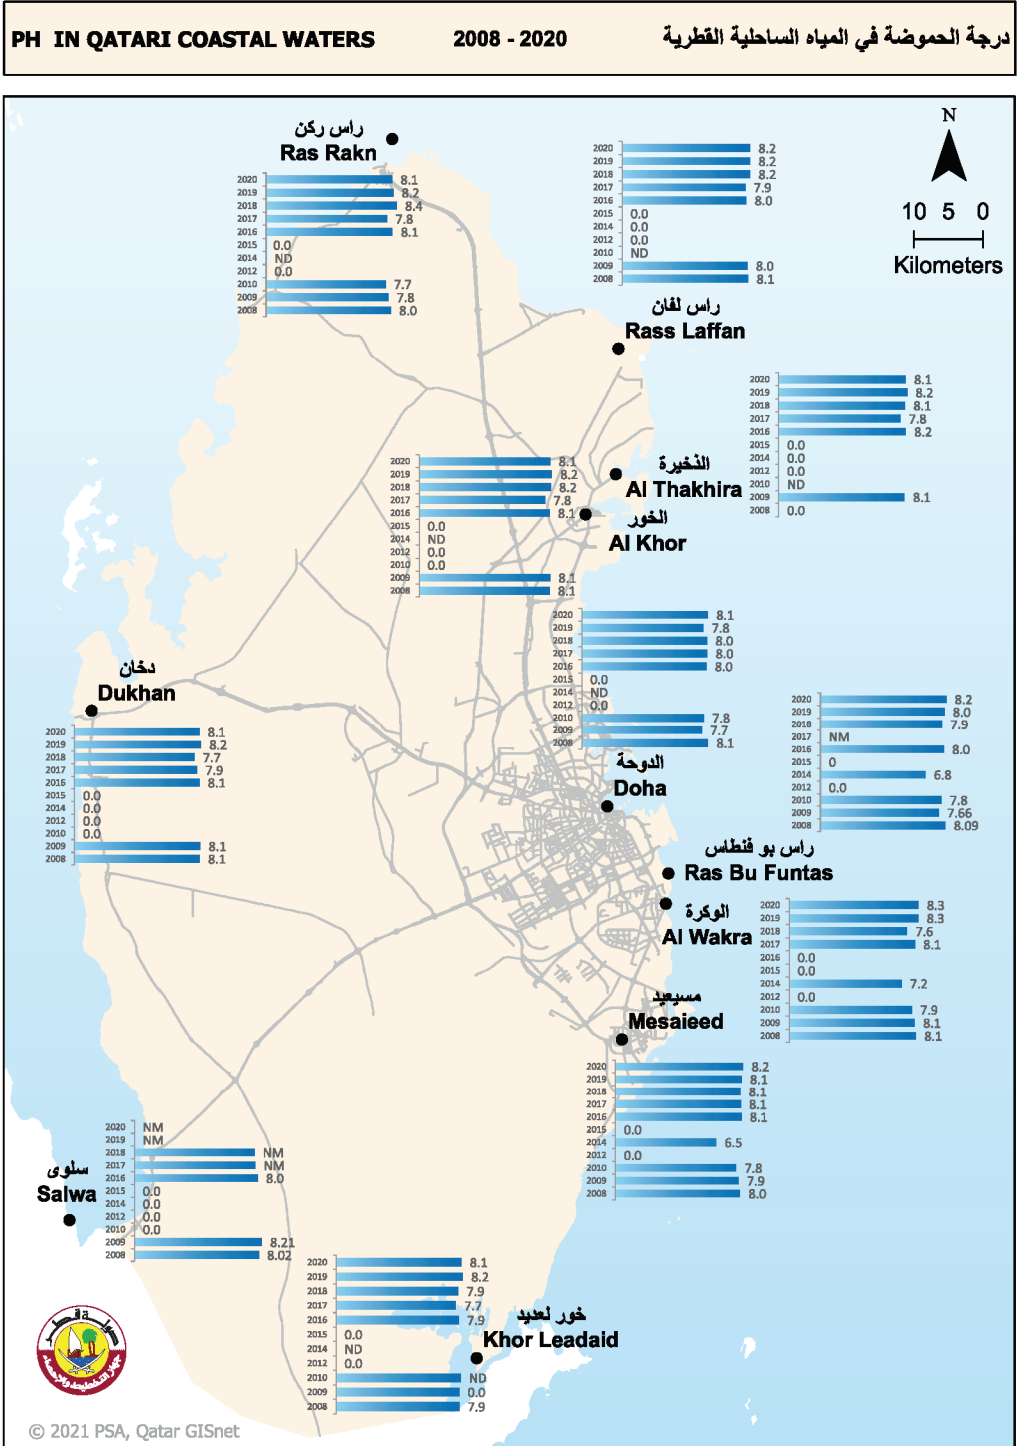 PH IN QATARI COASTAL WATERS 2008 - 2020 درجة الحموضة في المياه الساحلية القطرية
راس ركن
Ras Rakn
2020 8.1
2019 8.2
2018 8.4
2017 7.8
2016 8.1
2015 0.0
2014 ND
2012 0.0
2010 7.7
2009 7.8
2008 8.0
2020 8.2
2019 8.2
2018 8.2
2017 7.9
2016 8.0
2015 0.0
2014 0.0
2012 0.0
2010 ND
2009 8.0
2008 8.1
راس لفان
Rass Laffan
N
10 5 0
Kilometers
2020 8.1
2019 8.2
2018 8.1
2017 7.8
2016 8.2
2015 0.0
2014 0.0
2012 0.0
2010 ND
2009 8.1
2008 0.0
الذخيرة
Al Thakhira
2020 8.1
2019 8.2
2018 8.2
2017 7.8
2016 8.1
2015 0.0
2014 ND
2012 0.0
2010 0.0
2009 8.1
2008 8.1
الخور
Al Khor
2020 8.1
2019 7.8
2018 8.0
2017 8.0
2016 8.0
2015 0.0
2014 ND
2012 0.0
2010 7.8
2009 7.7
2008 8.1
الدوحة
Doha
دخان
Dukhan
2020 8.1
2019 8.2
2018 7.7
2017 7.9
2016 8.1
2015 0.0
2014 0.0
2012 0.0
2010 0.0
2009 8.1
2008 8.1
2020 8.2
2019 8.0
2018 7.9
2017 NM
2016 8.0
2015 0
2014 6.8
2012 0.0
2010 7.8
2009 7.66
2008 8.09
راس بو فنطاس
Ras Bu Funtas
الوكرة
Al Wakra
2020 8.3
2019 8.3
2018 7.6
2017 8.1
2016 0.0
2015 0.0
2014 7.2
2012 0.0
2010 7.9
2009 8.1
2008 8.1
مسيعيد
Mesaieed
2020 8.2
2019 8.1
2018 8.1
2017 8.1
2016 8.1
2015 0.0
2014 6.5
2012 0.0
2010 7.8
2009 7.9
2008 8.0
سلوى
Salwa
2020 NM
2019 NM
2018 NM
2017 NM
2016 8.0
2015 0.0
2014 0.0
2012 0.0
2010 0.0
2009 8.21
2008 8.02
2020 8.1
2019 8.2
2018 7.9
2017 7.7
2016 7.9
2015 0.0
2014 ND
2012 0.0
2010 ND
2009 0.0
2008 7.9
خور لعديد
Khor Leadaid
دولة قطر
جهاز التخطيط والإحصاء
© 2021 PSA, Qatar GISnet